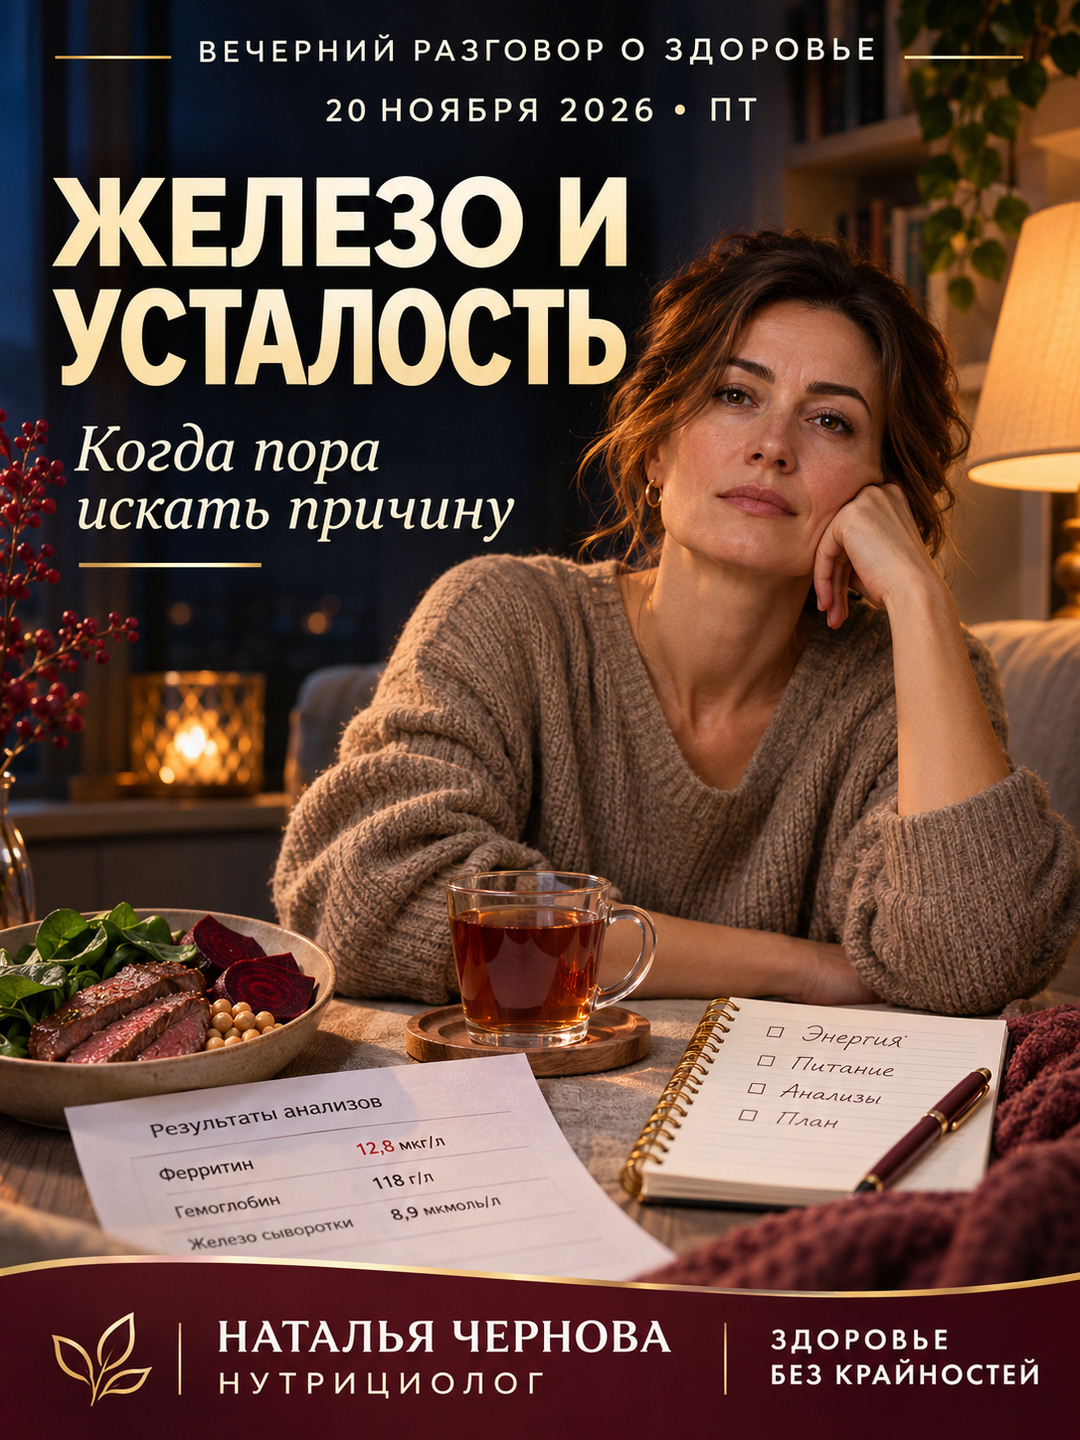 ВЕЧЕРНИЙ РАЗГОВОР О ЗДОРОВЬЕ
20 НОЯБРЯ 2026 • ПТ
ЖЕЛЕЗО И
УСТАЛОСТЬ
Когда пора
искать причину
Энергия
Питание
Анализы
План
Результаты анализов
Ферритин 12,8 мкг/л
Гемоглобин 118 г/л
Железо сыворотки 8,9 мкмоль/л
НАТАЛЬЯ ЧЕРНОВА
НУТРИЦИОЛОГ
ЗДОРОВЬЕ
БЕЗ КРАЙНОСТЕЙ